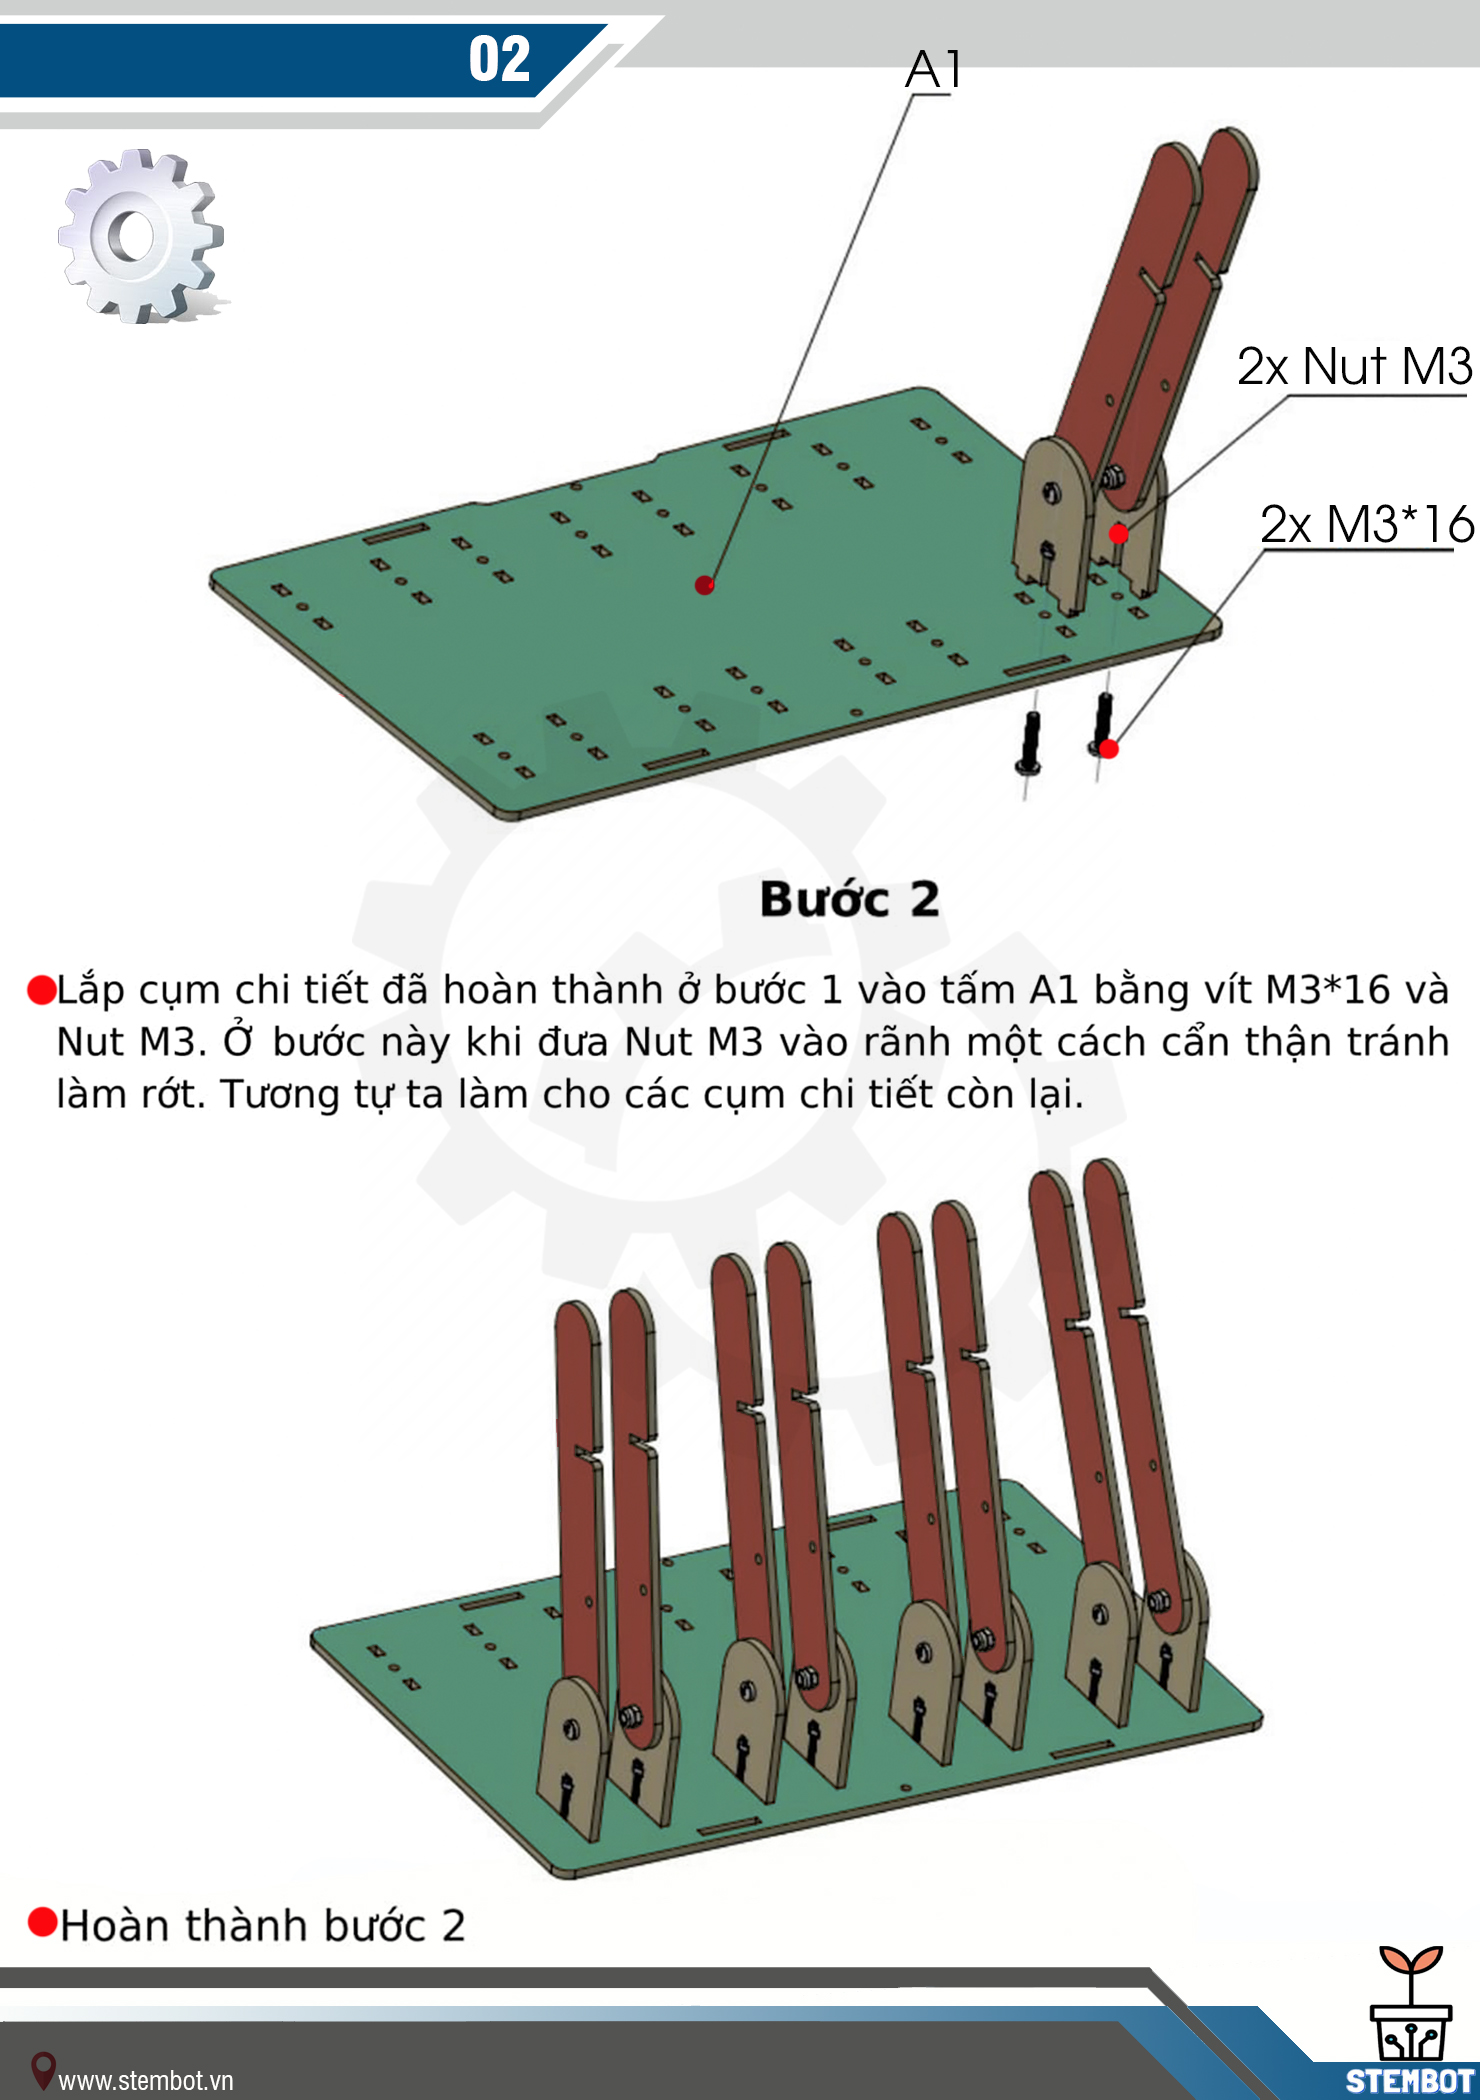 02
A1
2x Nut M3
2x M3*16
Bước 2
Lắp cụm chi tiết đã hoàn thành ở bước 1 vào tấm A1 bằng vít M3*16 và
Nut M3. Ở bước này khi đưa Nut M3 vào rãnh một cách cẩn thận tránh
làm rớt. Tương tự ta làm cho các cụm chi tiết còn lại.
Hoàn thành bước 2
www.stembot.vn
STEMBOT